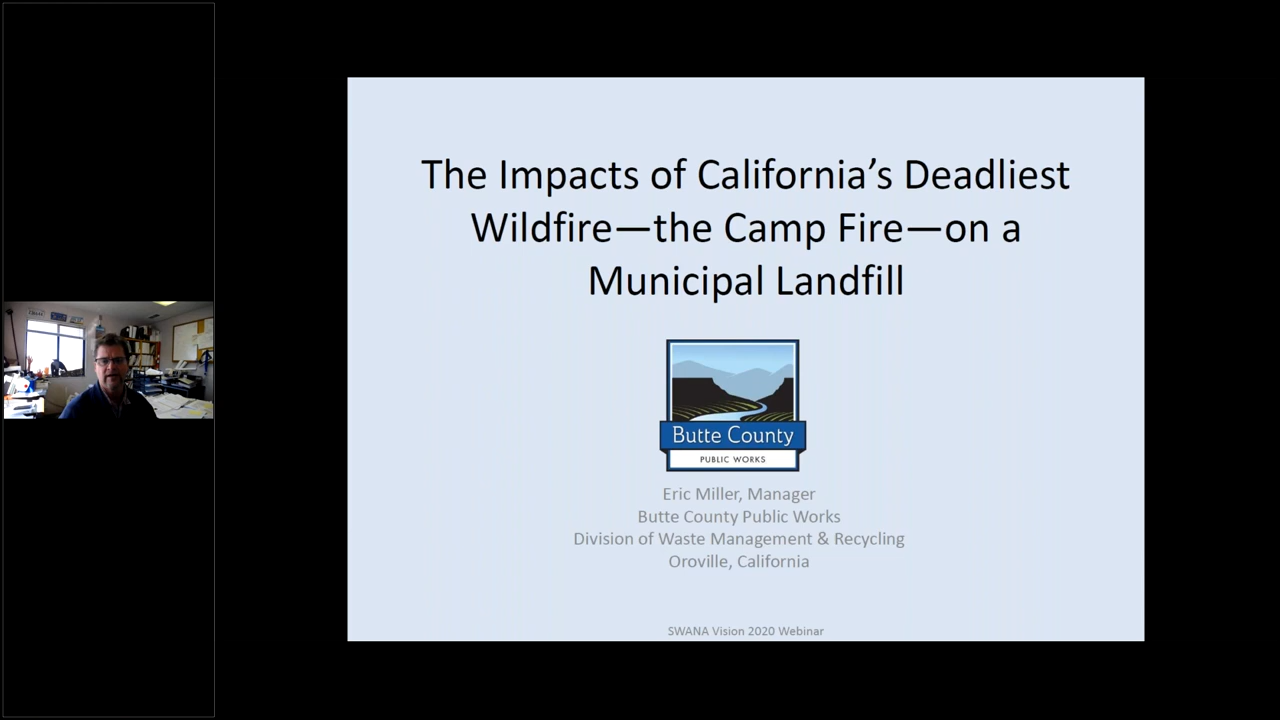 The Impacts of California’s Deadliest
Wildfire—the Camp Fire—on a
Municipal Landfill
Butte County
PUBLIC WORKS
Eric Miller, Manager
Butte County Public Works
Division of Waste Management & Recycling
Oroville, California
SWANA Vision 2020 Webinar